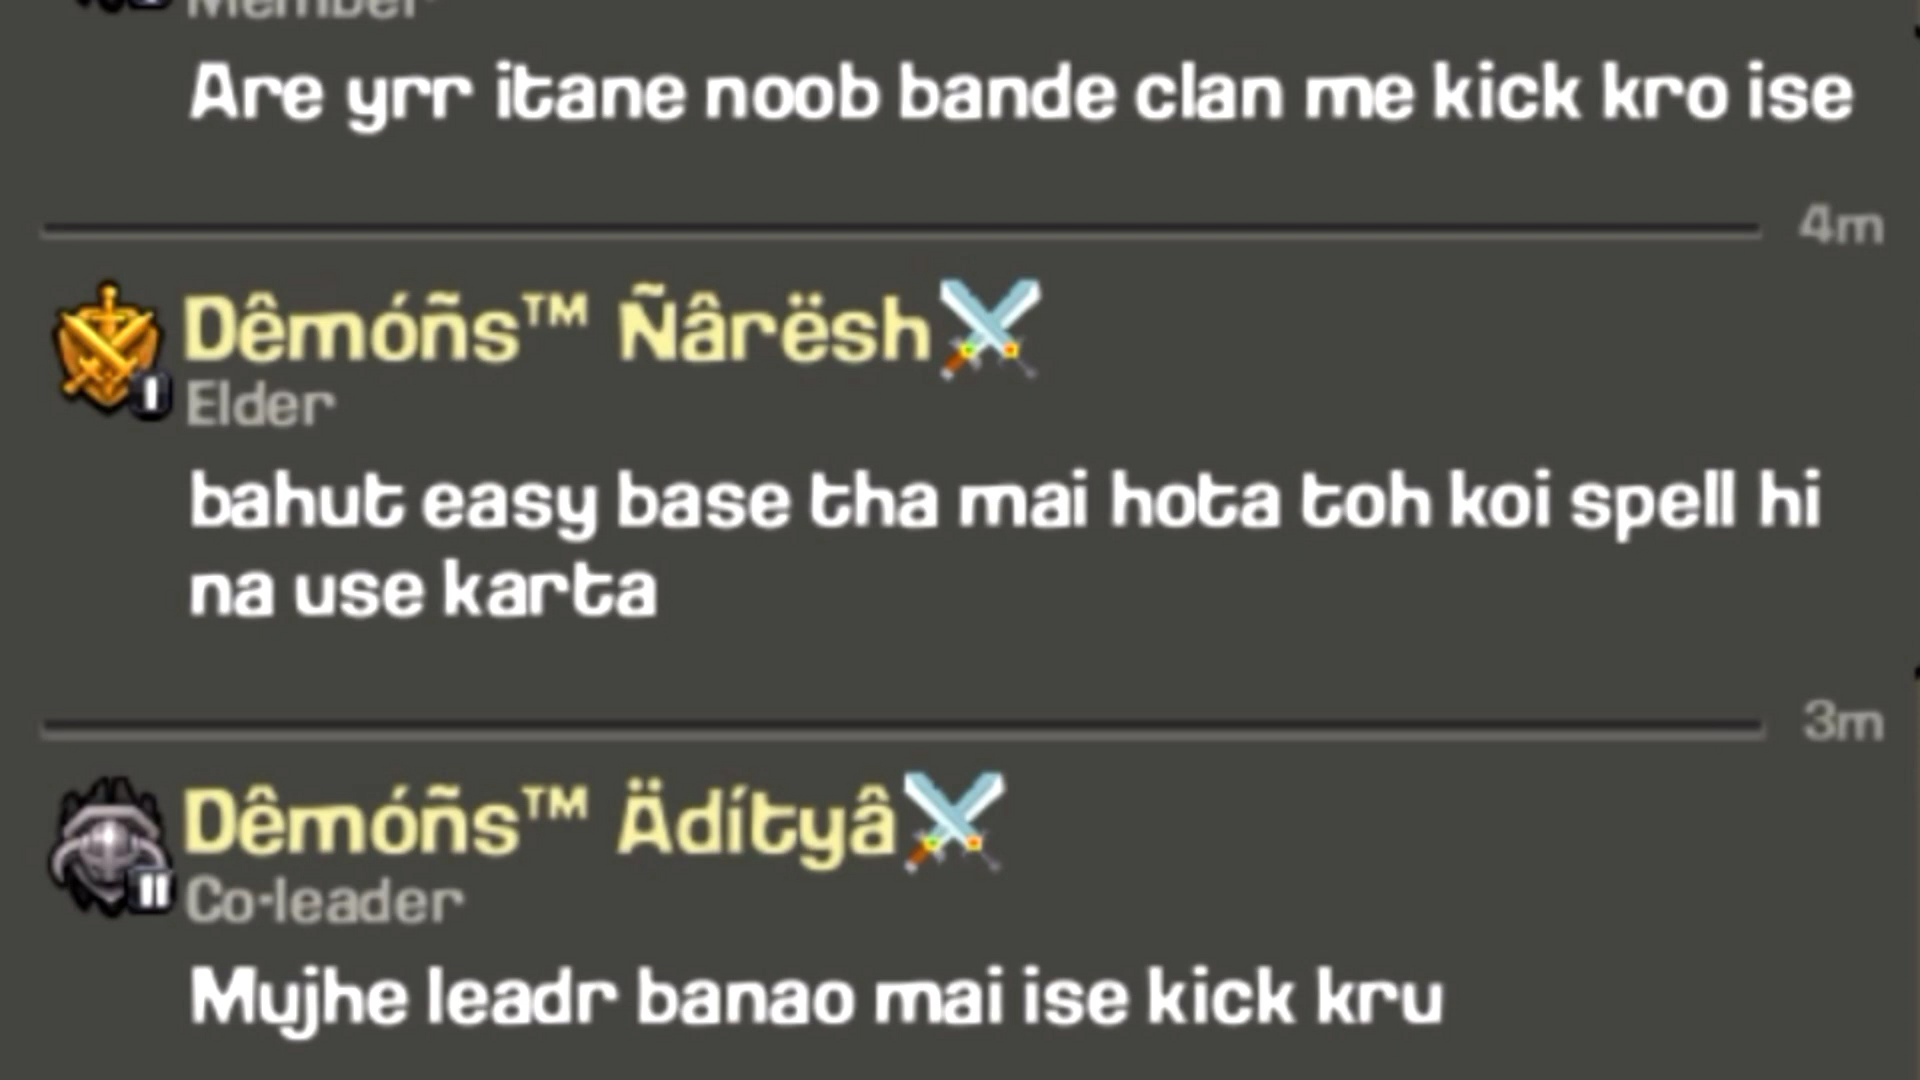 Member
Are yrr itane noob bande clan me kick kro ise
4m
Dêmóñs™ Ñârësh⚔️
I
Elder
bahut easy base tha mai hota toh koi spell hi
na use karta
3m
Dêmóñs™ Ädítyâ⚔️
II
Co-leader
Mujhe leadr banao mai ise kick kru